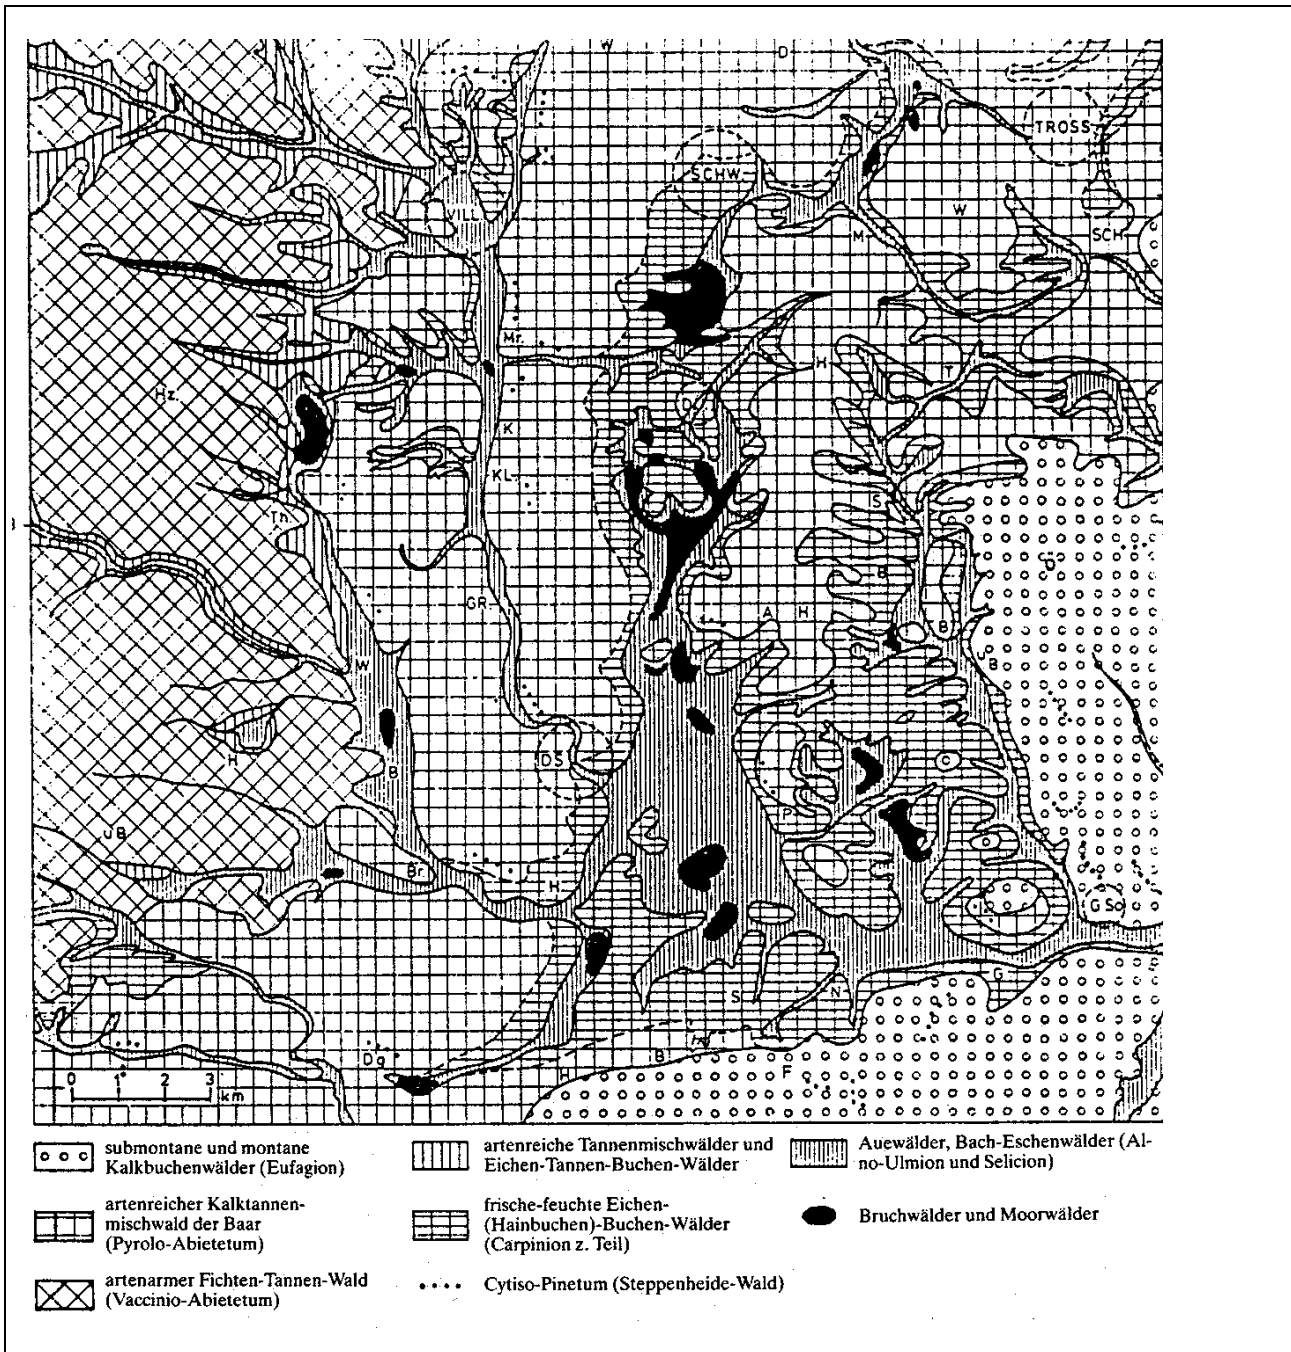 W
D
TROSS
SCHW.
VILL.
W
M
SCH
Mr.
H
T
Hz.
K
KL.
S
Th.
B
GR.
A
H
B
B
W
DS
C
H
B
P
UB
Br.
H
GSo
S
N
G
Dg
B
H
F
0 1 2 3
km
submontane und montane
Kalkbuchenwälder (Eufagion)
artenreicher Kalktannen-
mischwald der Baar
(Pyrolo-Abietetum)
artenarmer Fichten-Tannen-Wald
(Vaccinio-Abietetum)
artenreiche Tannenmischwälder und
Eichen-Tannen-Buchen-Wälder
frische-feuchte Eichen-
(Hainbuchen)-Buchen-Wälder
(Carpinion z. Teil)
Cytiso-Pinetum (Steppenheide-Wald)
Auewälder, Bach-Eschenwälder (Al-
no-Ulmion und Selicion)
Bruchwälder und Moorwälder